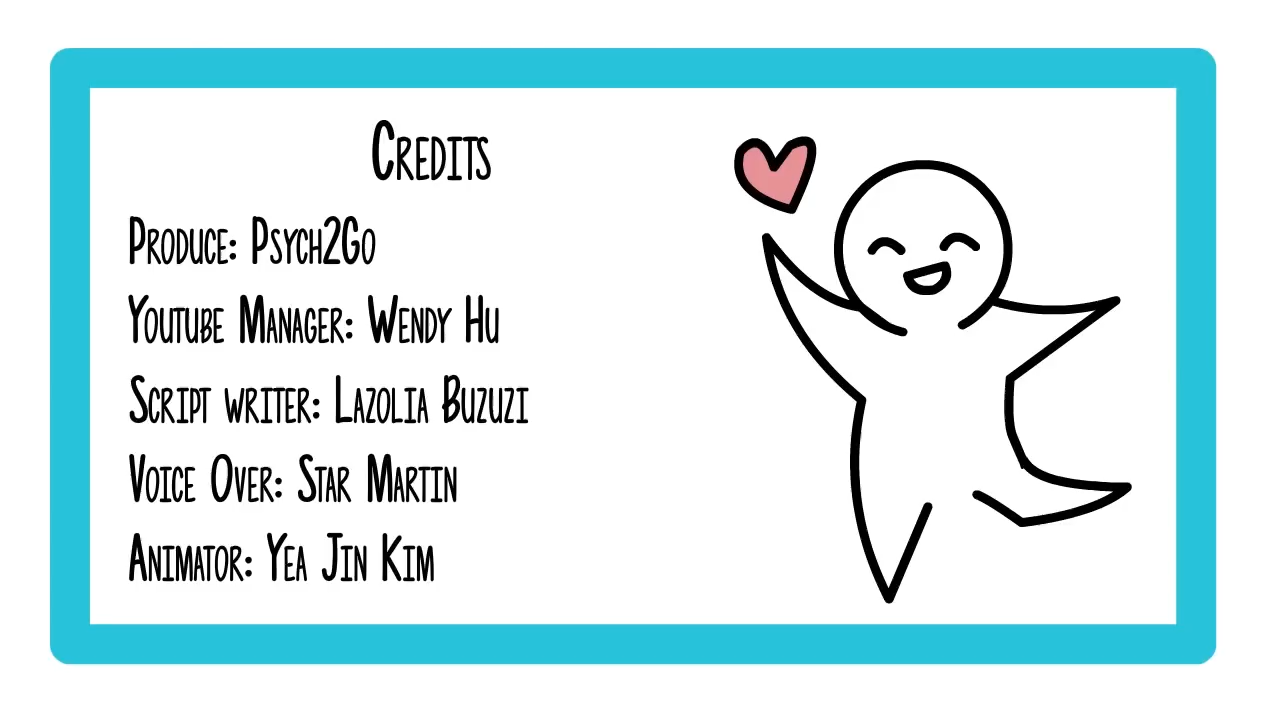 Credits
Produce: Psych2Go
Youtube Manager: Wendy Hu
Script writer: Lazolia Buzuzi
Voice Over: Star Martin
Animator: Yea Jin Kim